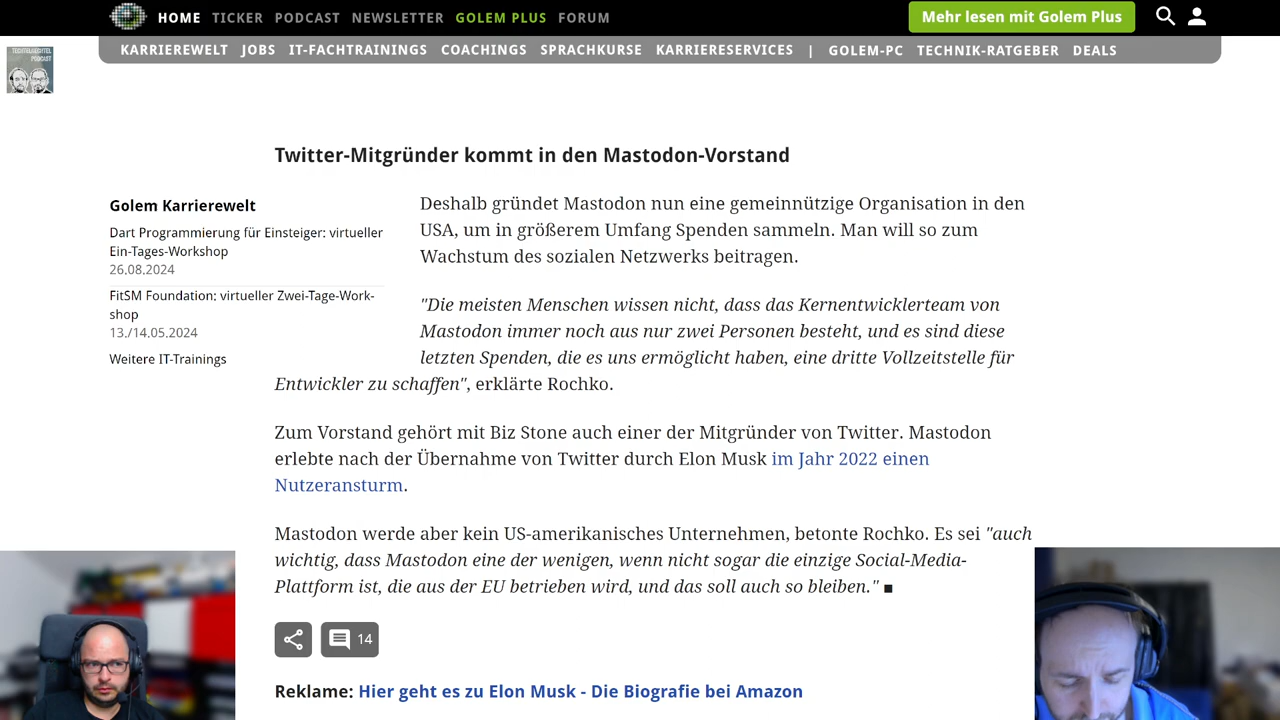 HOME TICKER PODCAST NEWSLETTER GOLEM PLUS FORUM
Mehr lesen mit Golem Plus
KARRIEREWELT JOBS IT-FACHTRAININGS COACHINGS SPRACHKURSE KARRIERESERVICES | GOLEM-PC TECHNIK-RATGEBER DEALS
PODCAST
Twitter-Mitgründer kommt in den Mastodon-Vorstand
Golem Karrierewelt
Dart Programmierung für Einsteiger: virtueller
Ein-Tages-Workshop
26.08.2024
FitSM Foundation: virtueller Zwei-Tage-Work-
shop
13./14.05.2024
Weitere IT-Trainings
Deshalb gründet Mastodon nun eine gemeinnützige Organisation in den
USA, um in größerem Umfang Spenden sammeln. Man will so zum
Wachstum des sozialen Netzwerks beitragen.
"Die meisten Menschen wissen nicht, dass das Kernentwicklerteam von
Mastodon immer noch aus nur zwei Personen besteht, und es sind diese
letzten Spenden, die es uns ermöglicht haben, eine dritte Vollzeitstelle für
Entwickler zu schaffen", erklärte Rochko.
Zum Vorstand gehört mit Biz Stone auch einer der Mitgründer von Twitter. Mastodon
erlebte nach der Übernahme von Twitter durch Elon Musk im Jahr 2022 einen
Nutzeransturm.
Mastodon werde aber kein US-amerikanisches Unternehmen, betonte Rochko. Es sei "auch
wichtig, dass Mastodon eine der wenigen, wenn nicht sogar die einzige Social-Media-
Plattform ist, die aus der EU betrieben wird, und das soll auch so bleiben." ■
14
Reklame: Hier geht es zu Elon Musk - Die Biografie bei Amazon